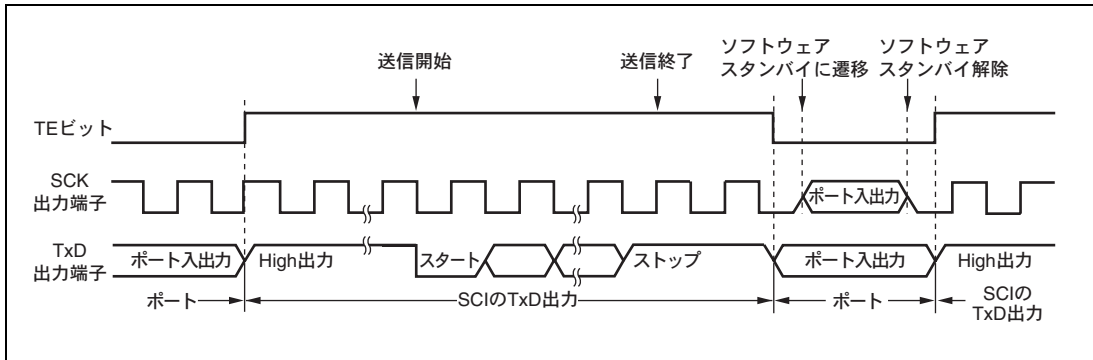 送信開始
送信終了
ソフトウェア
スタンバイに遷移
ソフトウェア
スタンバイ解除
TEビット
SCK
出力端子
ポート入出力
TxD
出力端子
ポート入出力
High出力
スタート
ストップ
ポート入出力
High出力
ポート
SCIのTxD出力
ポート
SCIの
TxD出力